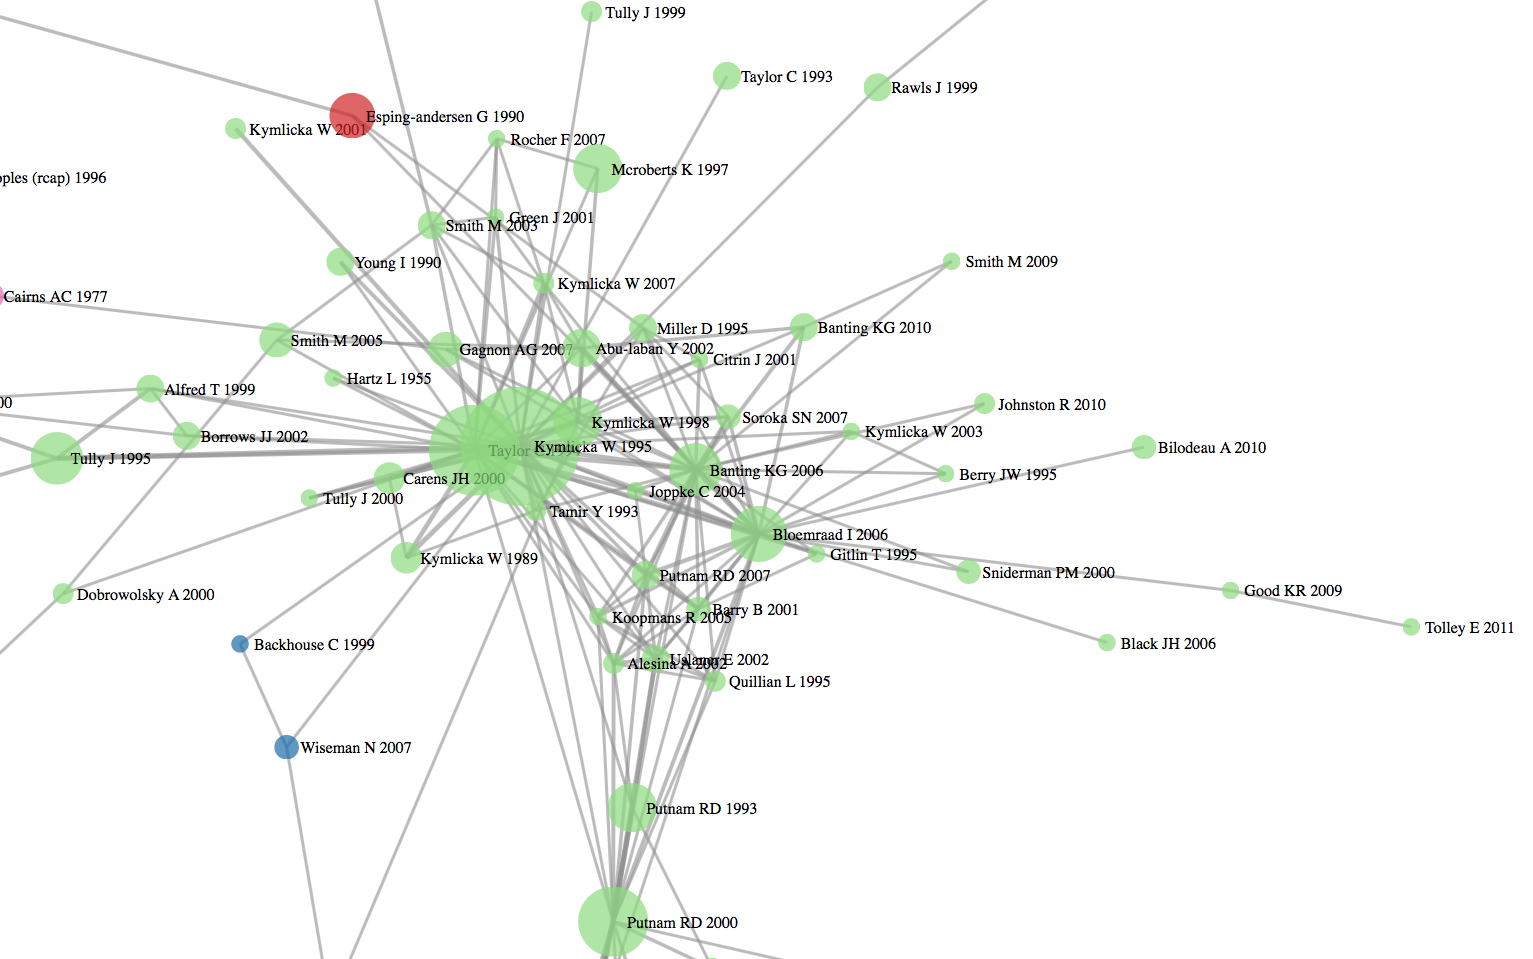 Tully J 1999
Taylor C 1993
Rawls J 1999
Esping-andersen G 1990
Kymlicka W 2001
Rocher F 2007
Mcroberts K 1997
ples (rcap) 1996
Green J 2001
Smith M 2003
Young I 1990
Smith M 2009
Kymlicka W 2007
Cairns AC 1977
Miller D 1995
Banting KG 2010
Smith M 2005
Gagnon AG 2007
Abu-laban Y 2002
Citrin J 2001
Hartz L 1955
Alfred T 1999
00
Johnston R 2010
Soroka SN 2007
Kymlicka W 1998
Kymlicka W 2003
Borrows JJ 2002
Kymlicka W 1995
Taylor C
Bilodeau A 2010
Tully J 1995
Banting KG 2006
Berry JW 1995
Carens JH 2000
Joppke C 2004
Tully J 2000
Tamir Y 1993
Bloemraad I 2006
Gitlin T 1995
Kymlicka W 1989
Sniderman PM 2000
Putnam RD 2007
Good KR 2009
Dobrowolsky A 2000
Barry B 2001
Koopmans R 2005
Tolley E 2011
Backhouse C 1999
Black JH 2006
Uslaner E 2002
Alesina A 2002
Quillian L 1995
Wiseman N 2007
Putnam RD 1993
Putnam RD 2000